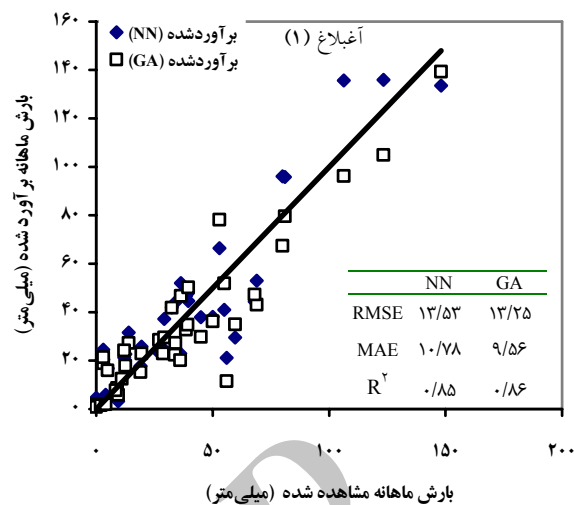 آغبلاغ (۱)
برآوردشده (NN)
برآوردشده (GA)
بارش ماهانه برآورد شده (میلی‌متر)
۱۶۰
۱۴۰
۱۲۰
۱۰۰
۸۰
۶۰
۴۰
۲۰
۰
NN GA
RMSE ۱۳/۵۳ ۱۳/۲۵
MAE ۱۰/۷۸ ۹/۵۶
R۲ ۰/۸۵ ۰/۸۶
۰ ۵۰ ۱۰۰ ۱۵۰ ۲۰۰
بارش ماهانه مشاهده شده (میلی‌متر)